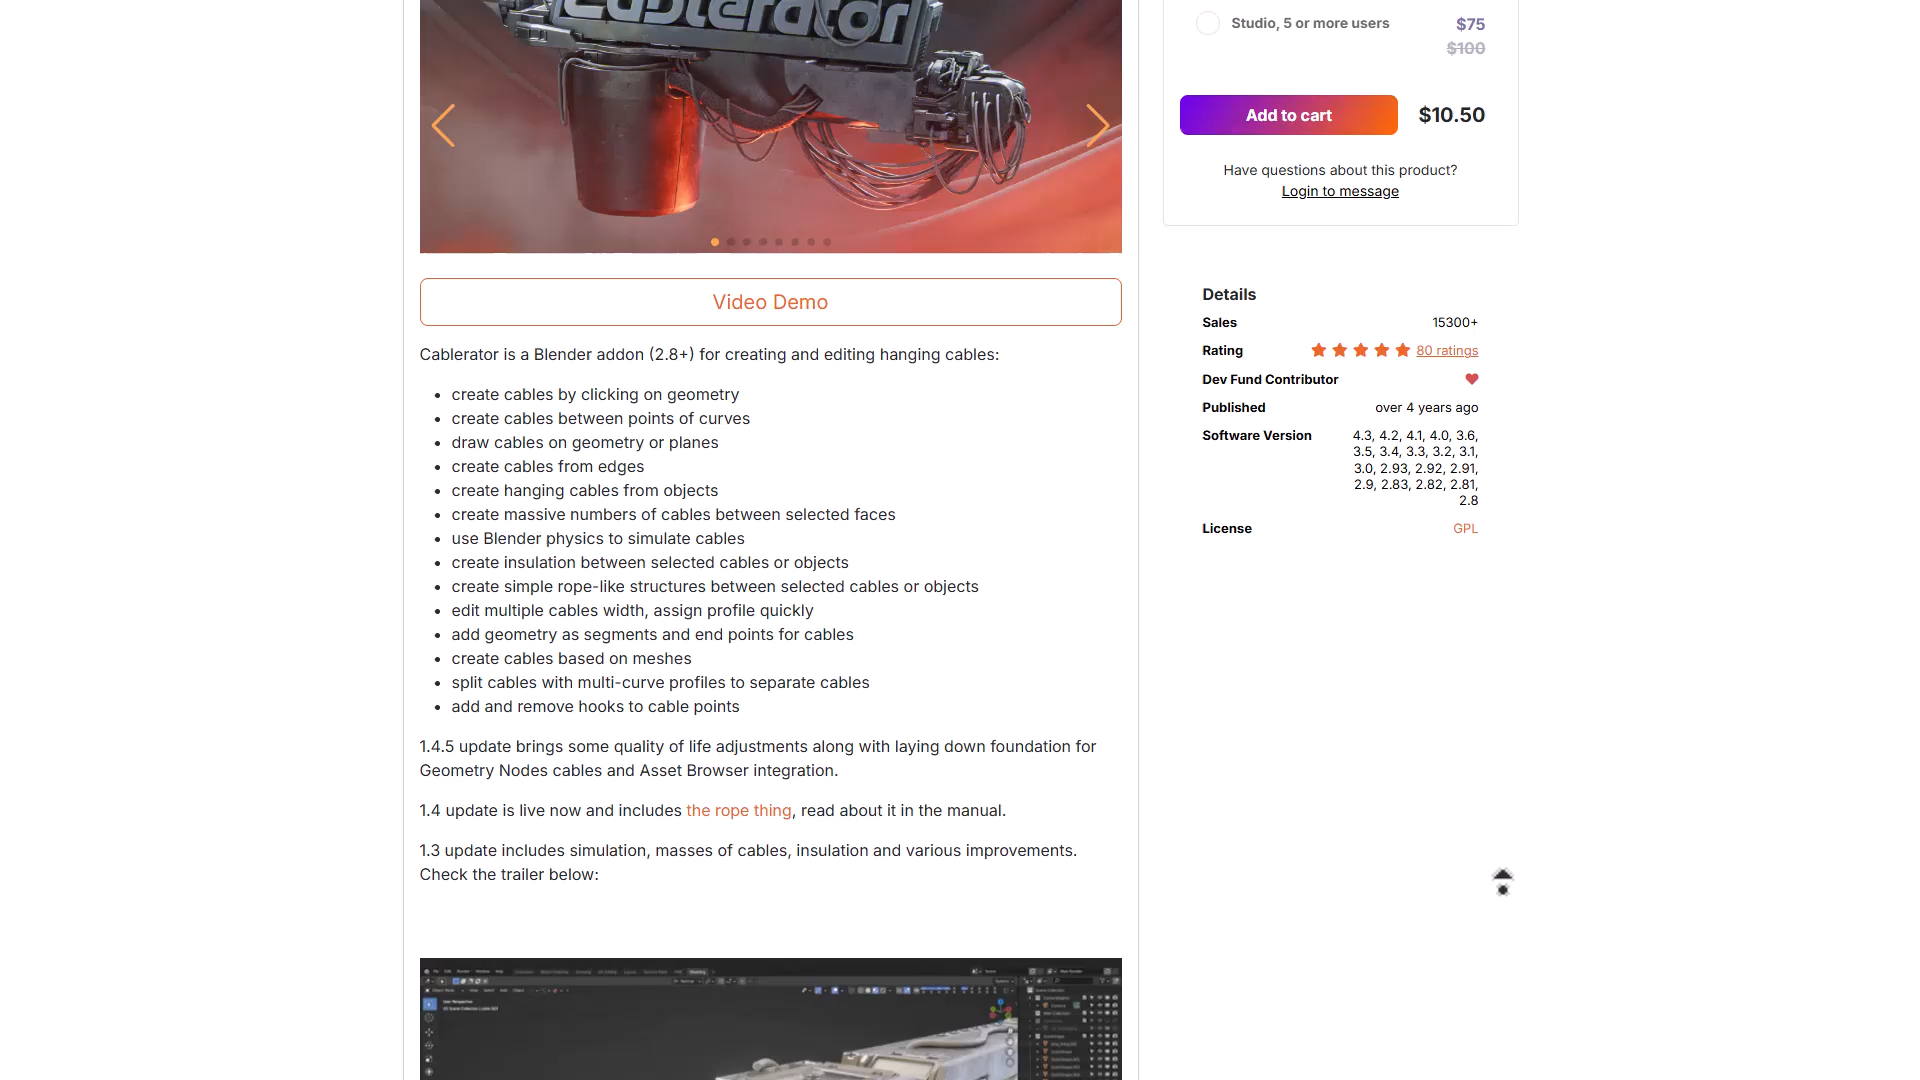 Cablerator
Studio, 5 or more users
$75
$100
Add to cart
$10.50
Have questions about this product?
Login to message
Video Demo
Cablerator is a Blender addon (2.8+) for creating and editing hanging cables:
• create cables by clicking on geometry
• create cables between points of curves
• draw cables on geometry or planes
• create cables from edges
• create hanging cables from objects
• create massive numbers of cables between selected faces
• use Blender physics to simulate cables
• create insulation between selected cables or objects
• create simple rope-like structures between selected cables or objects
• edit multiple cables width, assign profile quickly
• add geometry as segments and end points for cables
• create cables based on meshes
• split cables with multi-curve profiles to separate cables
• add and remove hooks to cable points
1.4.5 update brings some quality of life adjustments along with laying down foundation for
Geometry Nodes cables and Asset Browser integration.
1.4 update is live now and includes the rope thing, read about it in the manual.
1.3 update includes simulation, masses of cables, insulation and various improvements.
Check the trailer below:
Details
Sales 15300+
Rating 80 ratings
Dev Fund Contributor
Published over 4 years ago
Software Version 4.3, 4.2, 4.1, 4.0, 3.6,
3.5, 3.4, 3.3, 3.2, 3.1,
3.0, 2.93, 2.92, 2.91,
2.9, 2.83, 2.82, 2.81,
2.8
License GPL